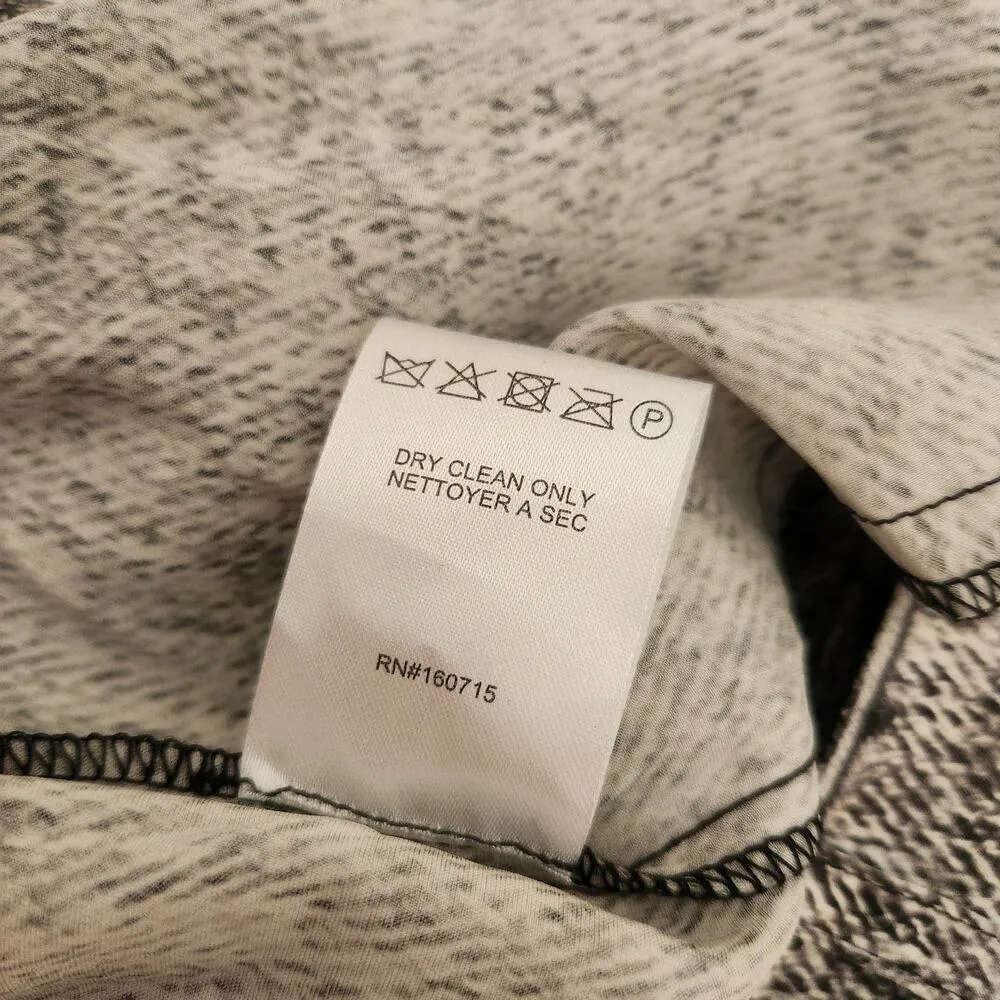 P
DRY CLEAN ONLY
NETTOYER A SEC
RN#160715